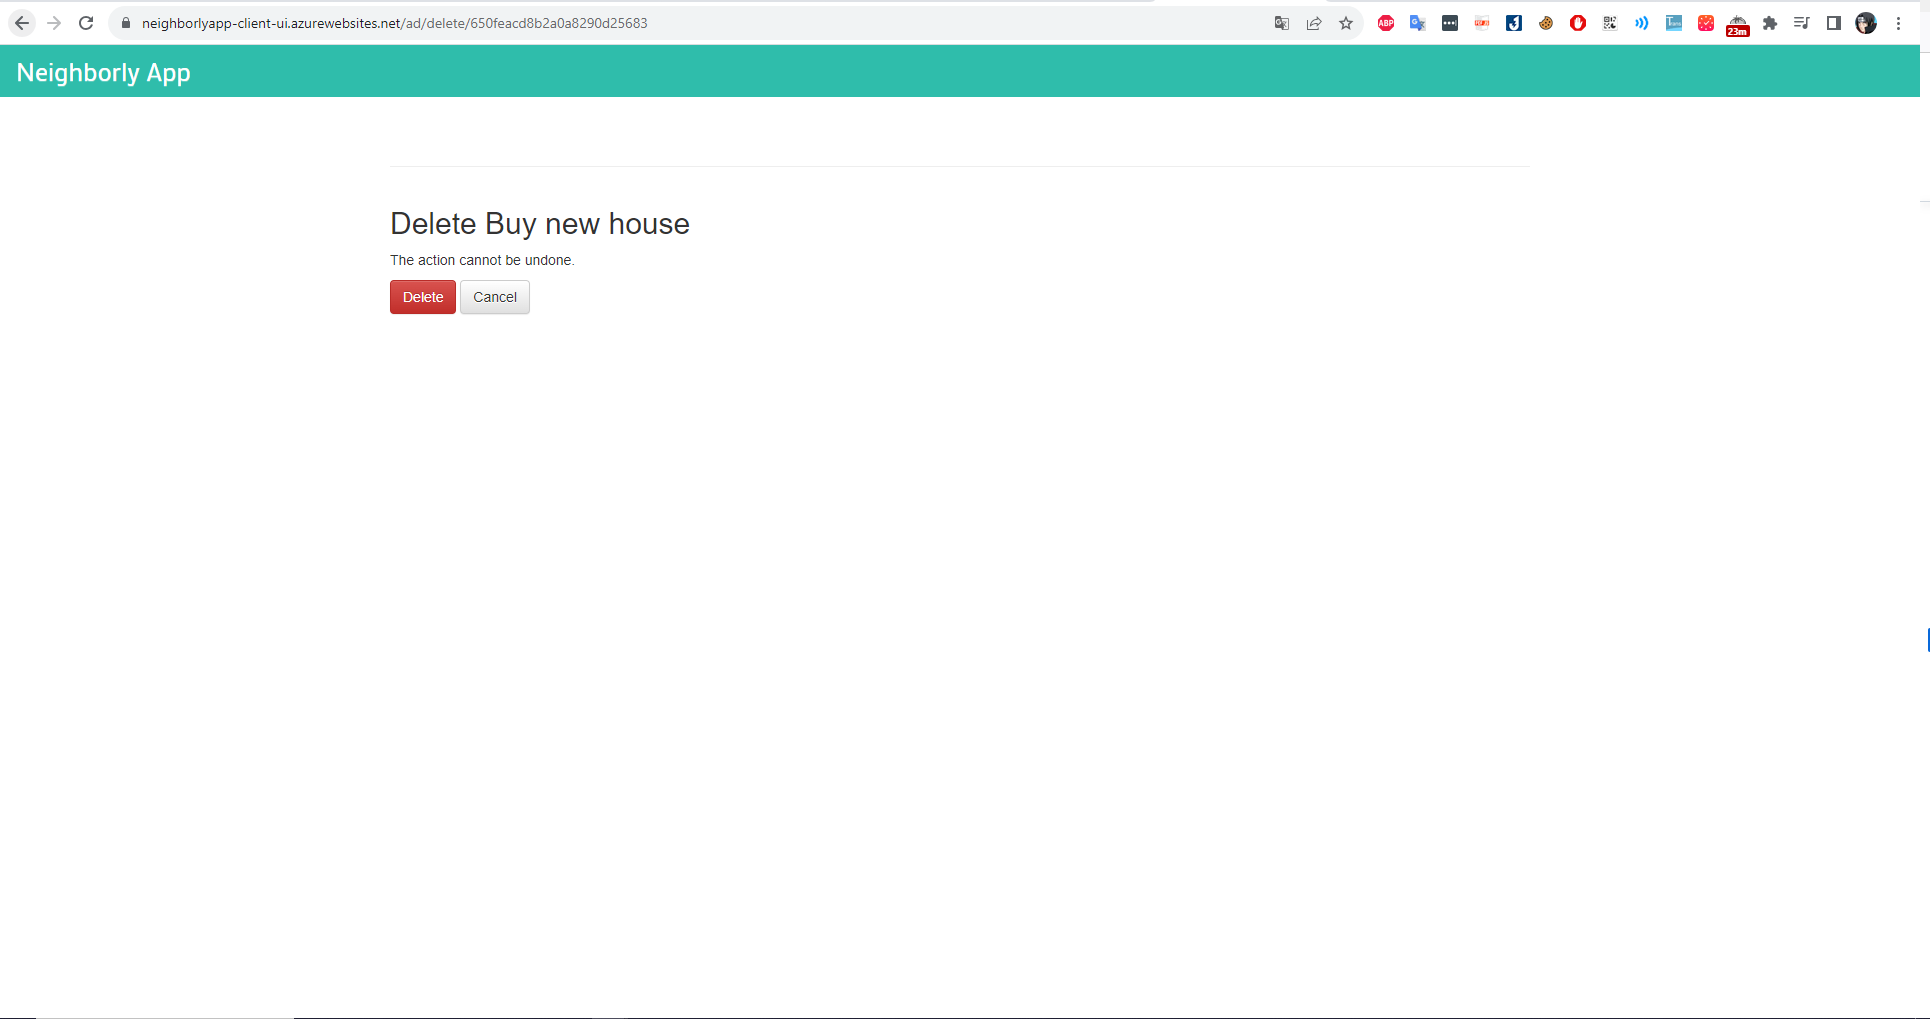 neighborlyapp-client-ui.azurewebsites.net/ad/delete/650feacd8b2a0a8290d25683
ABP
23m
Neighborly App
Delete Buy new house
The action cannot be undone.
Delete Cancel